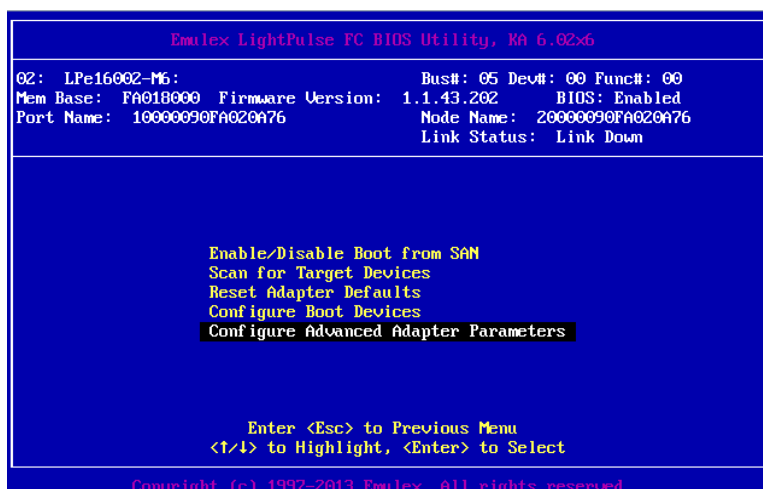 Emulex LightPulse FC BIOS Utility, KA 6.02x6
02: LPe16002-M6: Bus#: 05 Dev#: 00 Func#: 00
Mem Base: FA018000 Firmware Version: 1.1.43.202 BIOS: Enabled
Port Name: 10000090FA020A76 Node Name: 20000090FA020A76
Link Status: Link Down
Enable/Disable Boot from SAN
Scan for Target Devices
Reset Adapter Defaults
Configure Boot Devices
Configure Advanced Adapter Parameters
Enter <Esc> to Previous Menu
<↑/↓> to Highlight, <Enter> to Select
Copyright (c) 1997-2013 Emulex. All rights reserved